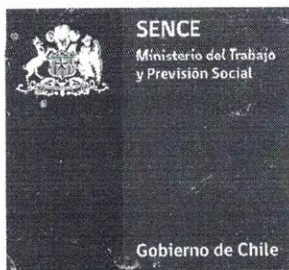 SENCE
Ministerio del Trabajo
y Previsión Social
Gobierno de Chile